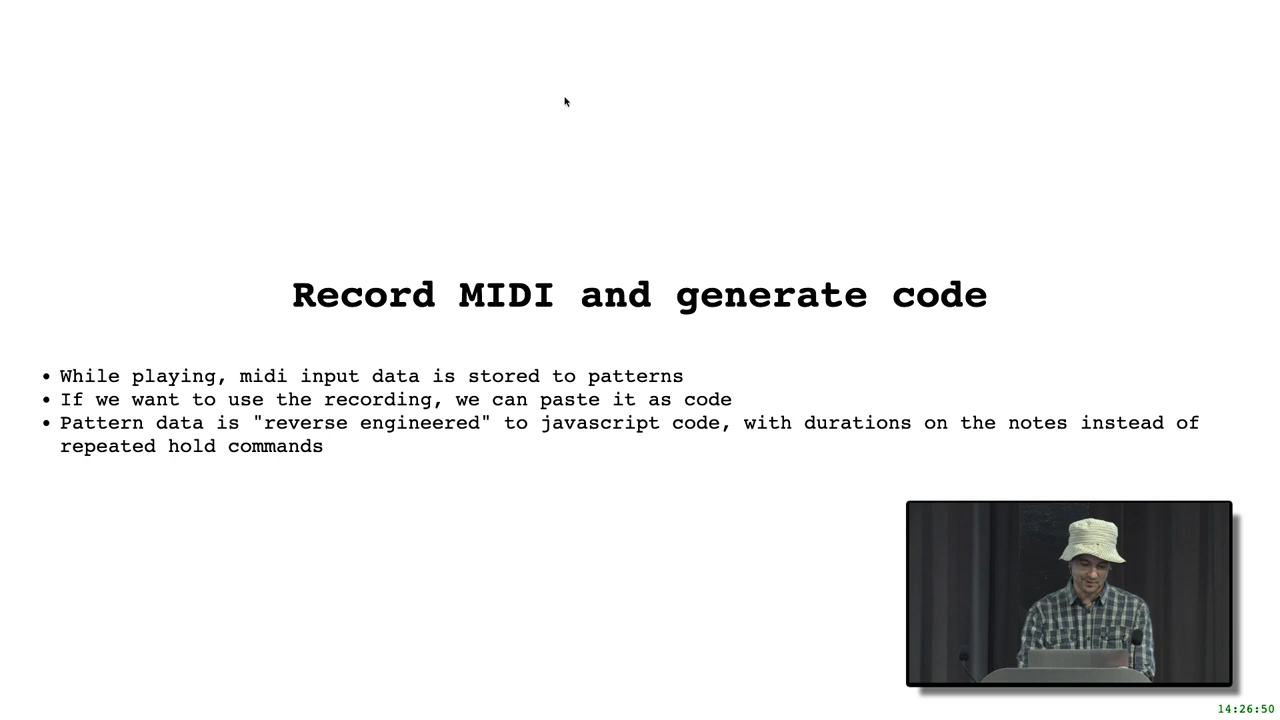 Record MIDI and generate code
• While playing, midi input data is stored to patterns
• If we want to use the recording, we can paste it as code
• Pattern data is "reverse engineered" to javascript code, with durations on the notes instead of
repeated hold commands
14:26:50